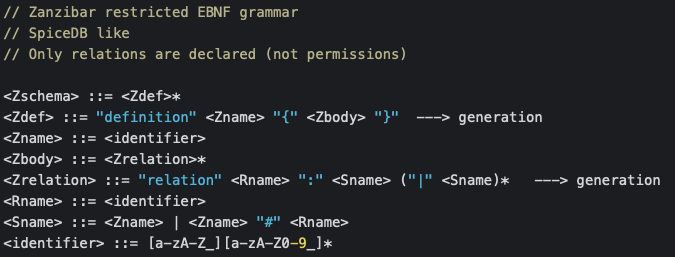 // Zanzibar restricted EBNF grammar
// SpiceDB like
// Only relations are declared (not permissions)
<Zschema> ::= <Zdef>*
<Zdef> ::= "definition" <Zname> "{" <Zbody> "}"  ---> generation
<Zname> ::= <identifier>
<Zbody> ::= <Zrelation>*
<Zrelation> ::= "relation" <Rname> ":" <Sname> ("|" <Sname)*   ---> generation
<Rname> ::= <identifier>
<Sname> ::= <Zname> | <Zname> "#" <Rname>
<identifier> ::= [a-zA-Z_][a-zA-Z0-9_]*